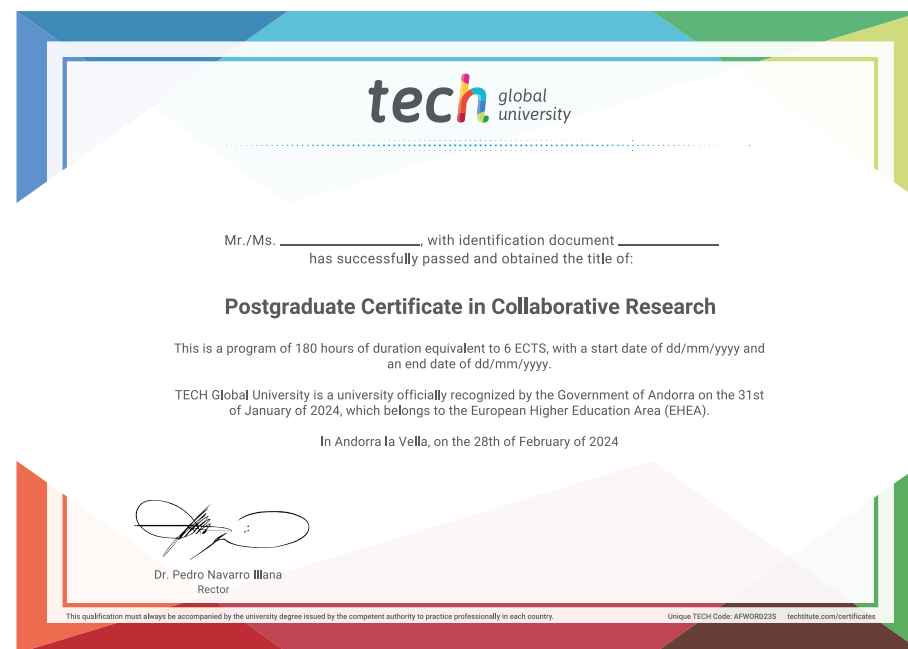 tech global
university
Mr./Ms. ____________________, with identification document ______________
has successfully passed and obtained the title of:
Postgraduate Certificate in Collaborative Research
This is a program of 180 hours of duration equivalent to 6 ECTS, with a start date of dd/mm/yyyy and
an end date of dd/mm/yyyy.
TECH Global University is a university officially recognized by the Government of Andorra on the 31st
of January of 2024, which belongs to the European Higher Education Area (EHEA).
In Andorra la Vella, on the 28th of February of 2024
Dr. Pedro Navarro Illana
Rector
This qualification must always be accompanied by the university degree issued by the competent authority to practice professionally in each country.
Unique TECH Code: AFWORD23S techtitute.com/certificates